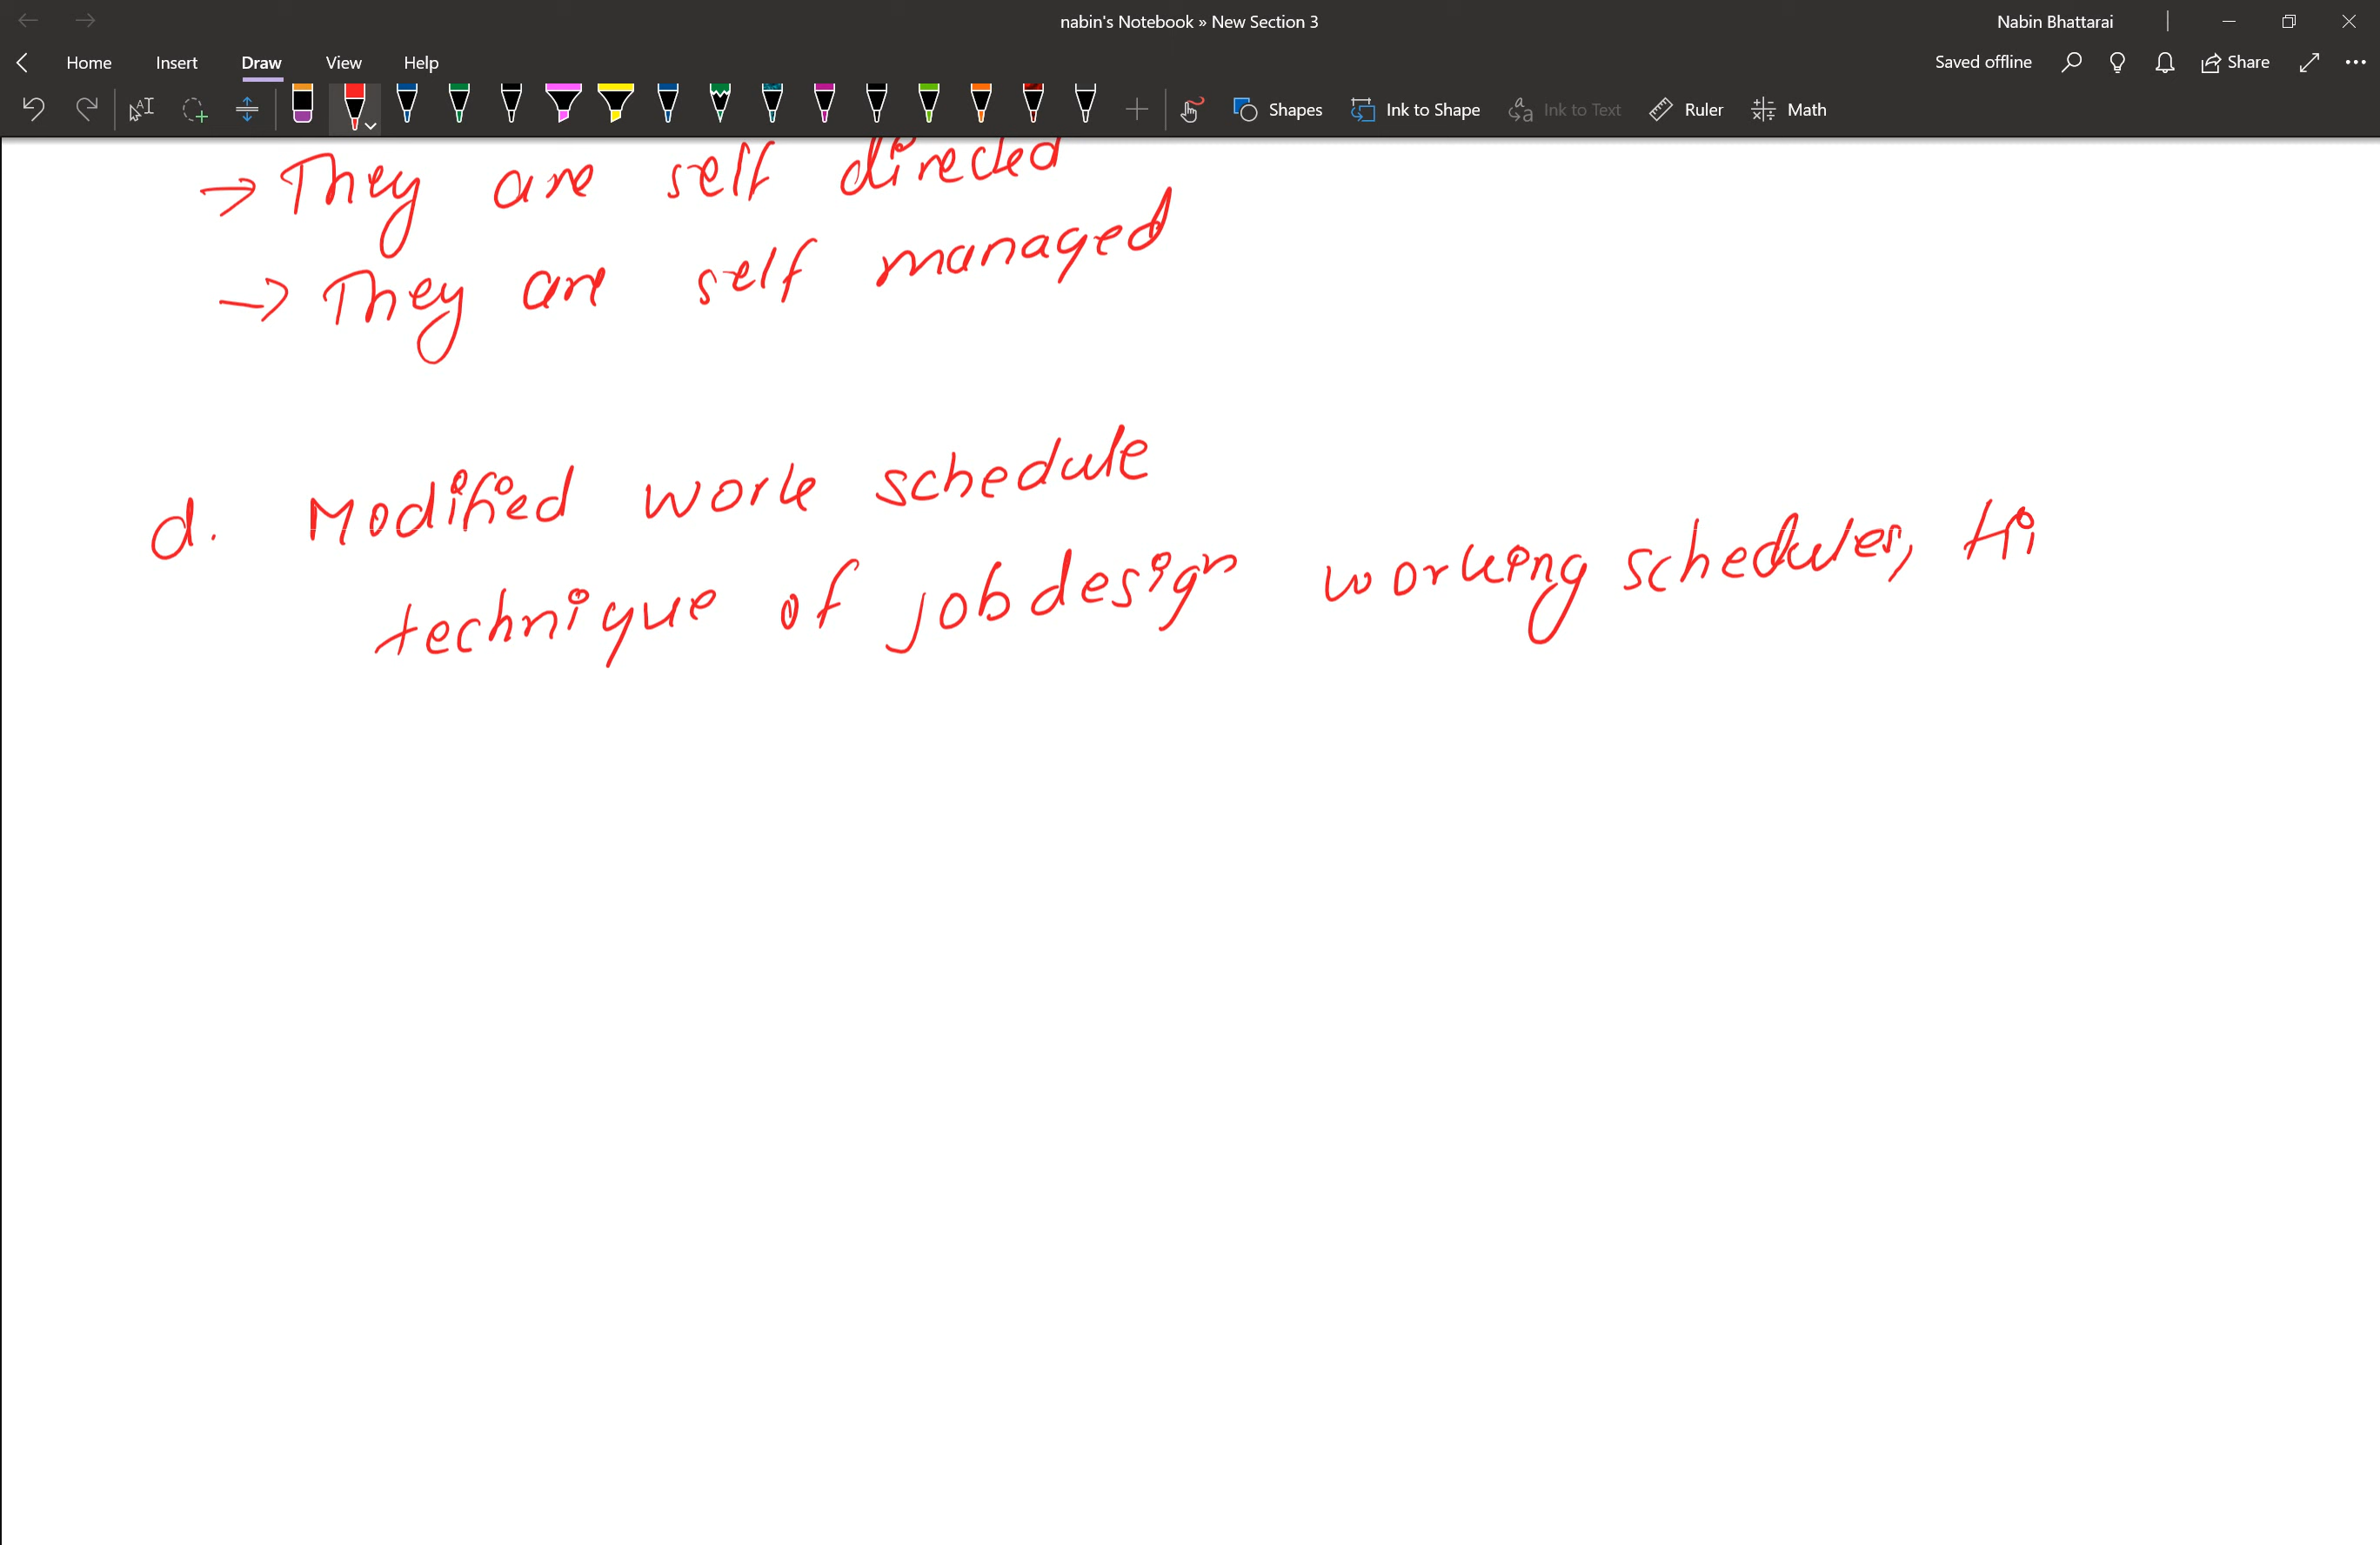 nabin's Notebook » New Section 3
Nabin Bhattarai
Home Insert Draw View Help
Saved offline
Share
Shapes Ink to Shape Ink to Text Ruler Math
→ They are self directed
→ They are self managed
d. Modified work schedule
technique of job design working schedules, ti